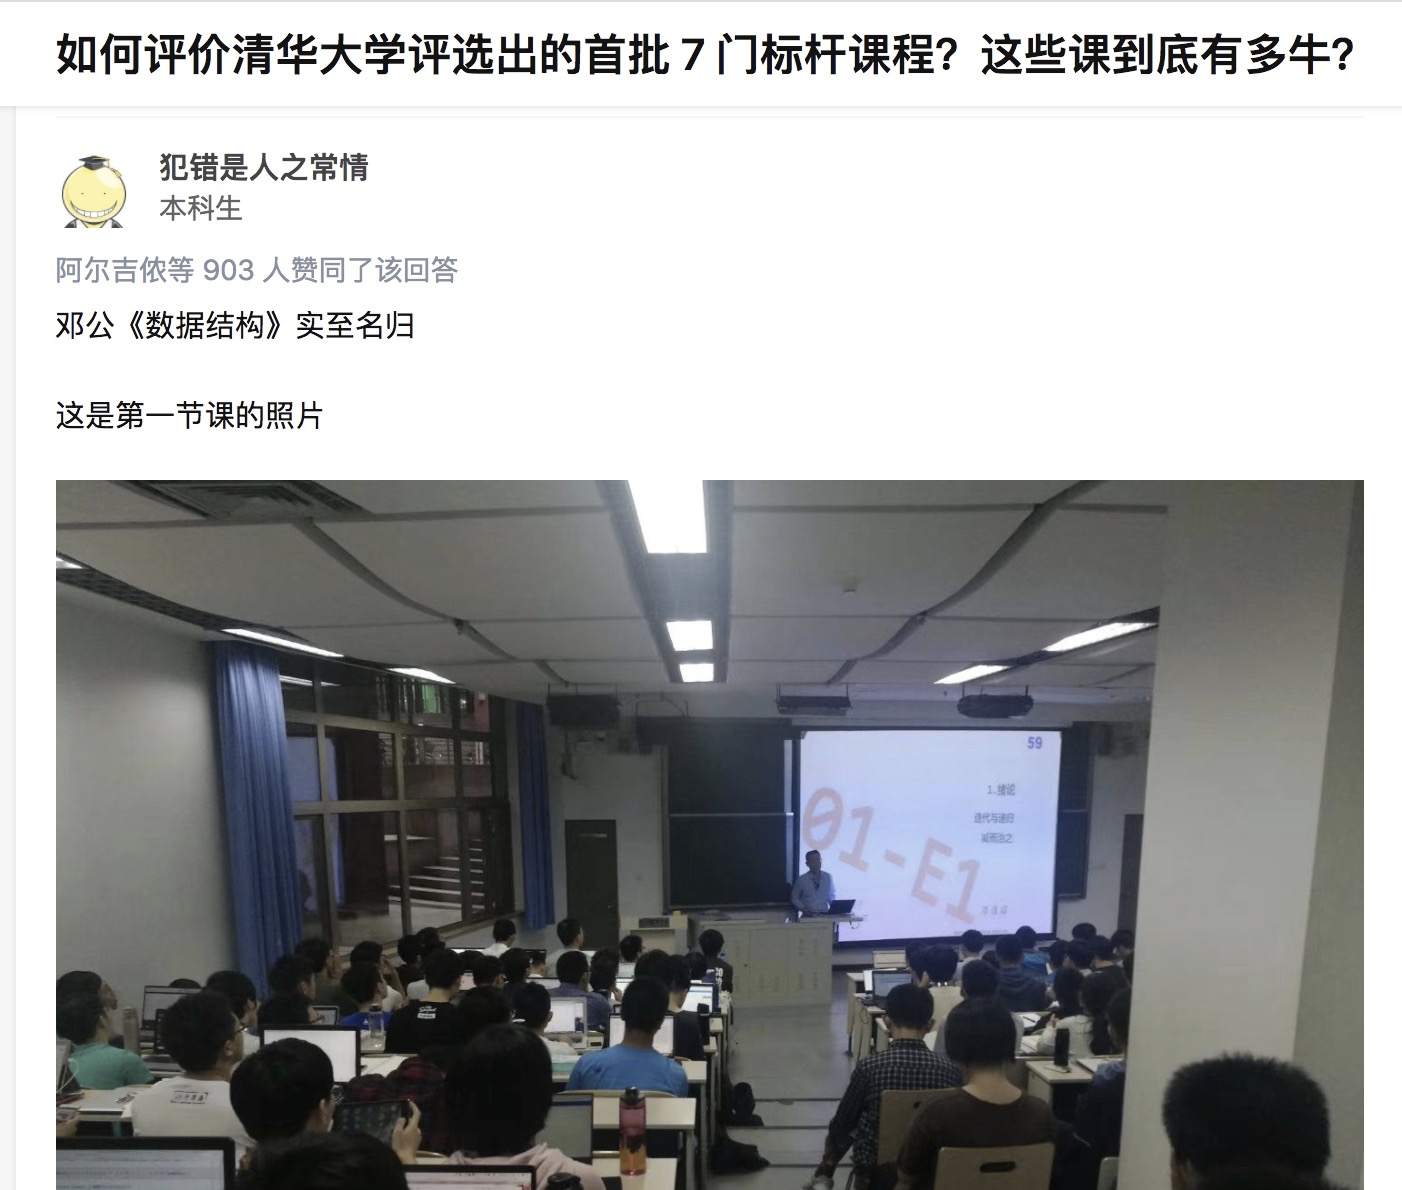 如何评价清华大学评选出的首批 7 门标杆课程？这些课到底有多牛？
犯错是人之常情
本科生
阿尔吉侬等 903 人赞同了该回答
邓公《数据结构》实至名归
这是第一节课的照片
59
1.绪论
迭代与递归
减而治之
01-E1